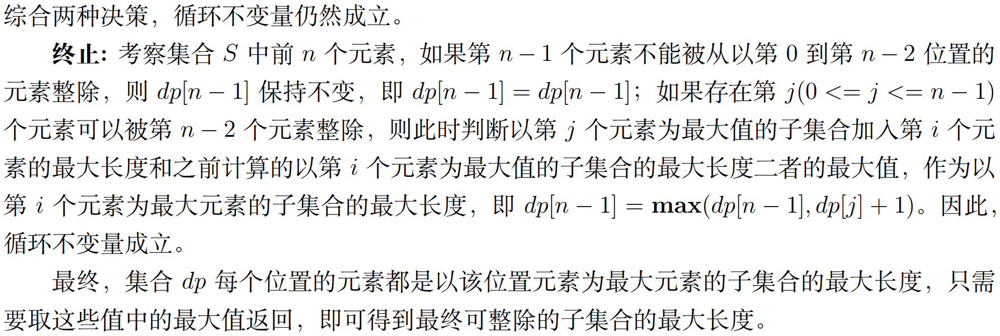 综合两种决策，循环不变量仍然成立。
终止: 考察集合 S 中前 n 个元素，如果第 n − 1 个元素不能被从以第 0 到第 n − 2 位置的
元素整除，则 dp[n − 1] 保持不变，即 dp[n − 1] = dp[n − 1]；如果存在第 j(0 <= j <= n − 1)
个元素可以被第 n − 2 个元素整除，则此时判断以第 j 个元素为最大值的子集合加入第 i 个元
素的最大长度和之前计算的以第 i 个元素为最大值的子集合的最大长度二者的最大值，作为以
第 i 个元素为最大元素的子集合的最大长度，即 dp[n − 1] = max(dp[n − 1], dp[j] + 1)。因此，
循环不变量成立。
最终，集合 dp 每个位置的元素都是以该位置元素为最大元素的子集合的最大长度，只需
要取这些值中的最大值返回，即可得到最终可整除的子集合的最大长度。